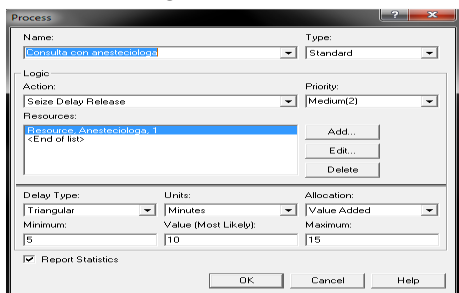 Process
Name: Type:
Consulta con anesteciologa Standard
Logic
Action: Priority:
Seize Delay Release Medium(2)
Resources:
Resource, Anesteciologa, 1
<End of list>
Add...
Edit...
Delete
Delay Type: Units: Allocation:
Triangular Minutes Value Added
Minimum: Value (Most Likely): Maximum:
5 10 15
Report Statistics
OK Cancel Help